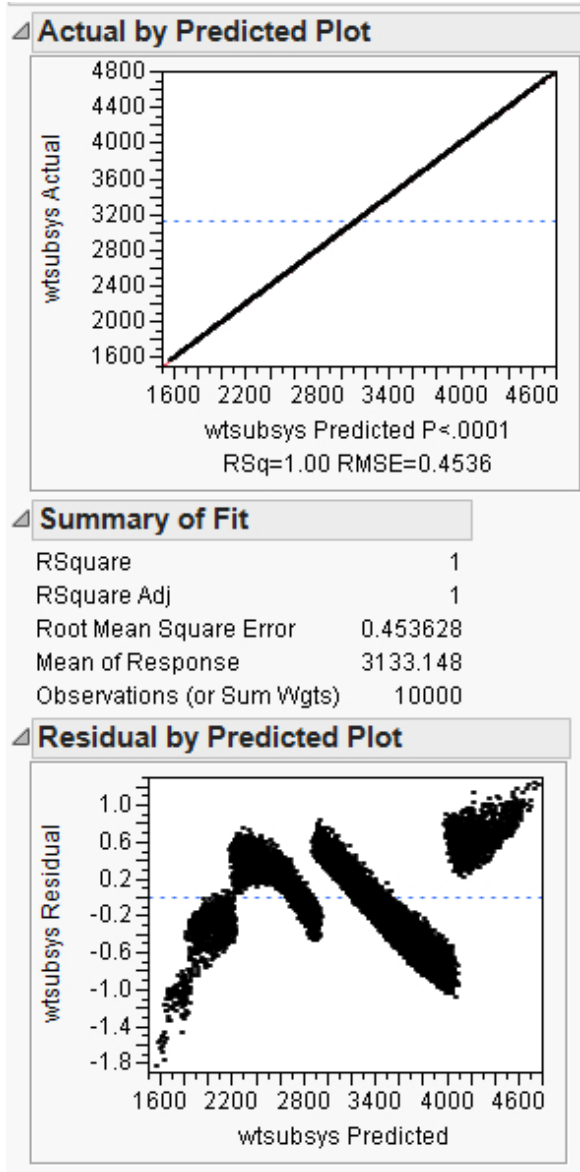 Actual by Predicted Plot
4800
4400
4000
3600
3200
2800
2400
2000
1600
wtsubsys Actual
1600 2200 2800 3400 4000 4600
wtsubsys Predicted P<.0001
RSq=1.00 RMSE=0.4536
Summary of Fit
RSquare 1
RSquare Adj 1
Root Mean Square Error 0.453628
Mean of Response 3133.148
Observations (or Sum Wgts) 10000
Residual by Predicted Plot
1.0
0.6
0.2
-0.2
-0.6
-1.0
-1.4
-1.8
wtsubsys Residual
1600 2200 2800 3400 4000 4600
wtsubsys Predicted